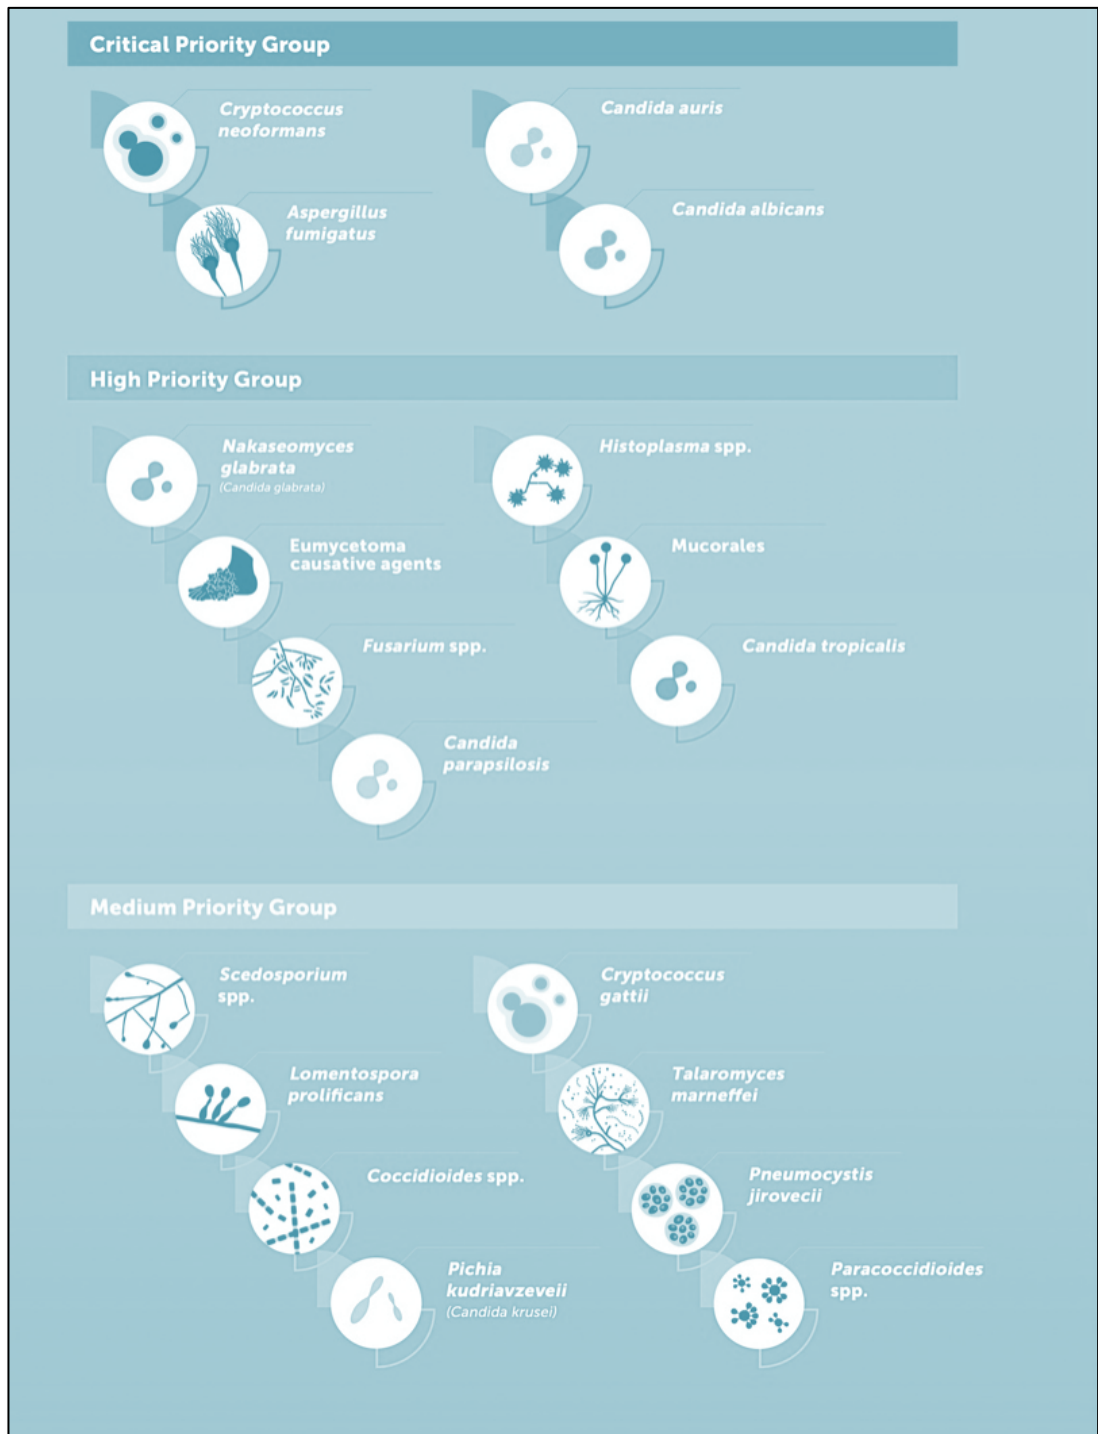 Critical Priority Group
Cryptococcus
neoformans
Aspergillus
fumigatus
Candida auris
Candida albicans
High Priority Group
Nakaseomyces
glabrata
(Candida glabrata)
Eumycetoma
causative agents
Fusarium spp.
Candida
parapsilosis
Histoplasma spp.
Mucorales
Candida tropicalis
Medium Priority Group
Scedosporium
spp.
Lomentospora
prolificans
Coccidioides spp.
Pichia
kudriavzeveii
(Candida krusei)
Cryptococcus
gattii
Talaromyces
marneffei
Pneumocystis
jirovecii
Paracoccidioides
spp.